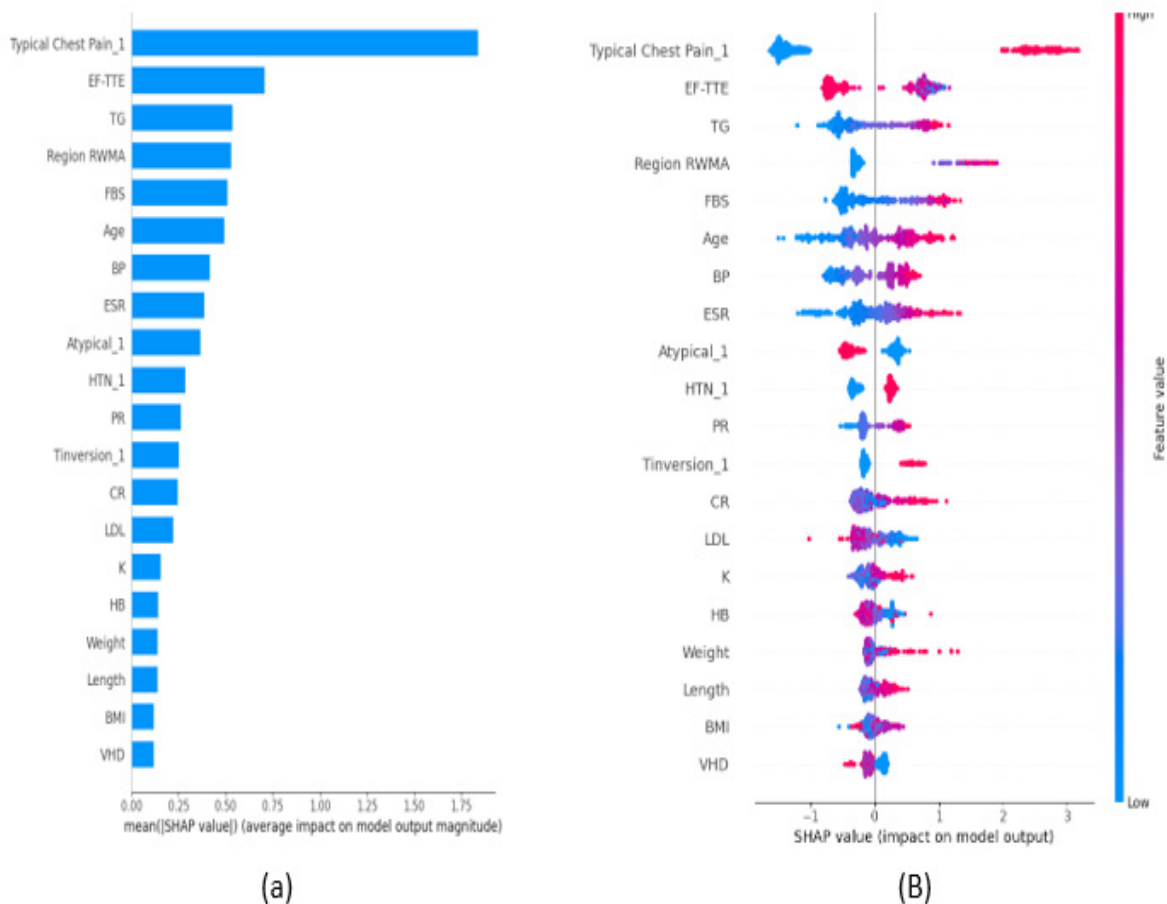 Typical Chest Pain_1
EF-TTE
TG
Region RWMA
FBS
Age
BP
ESR
Atypical_1
HTN_1
PR
Tinversion_1
CR
LDL
K
HB
Weight
Length
BMI
VHD
0.00 0.25 0.50 0.75 1.00 1.25 1.50 1.75
mean(|SHAP value|) (average impact on model output magnitude)
(a)
High
Typical Chest Pain_1
EF-TTE
TG
Region RWMA
FBS
Age
BP
ESR
Atypical_1
HTN_1
PR
Tinversion_1
CR
LDL
K
HB
Weight
Length
BMI
VHD
Low
Feature value
−1 0 1 2 3
SHAP value (impact on model output)
(B)